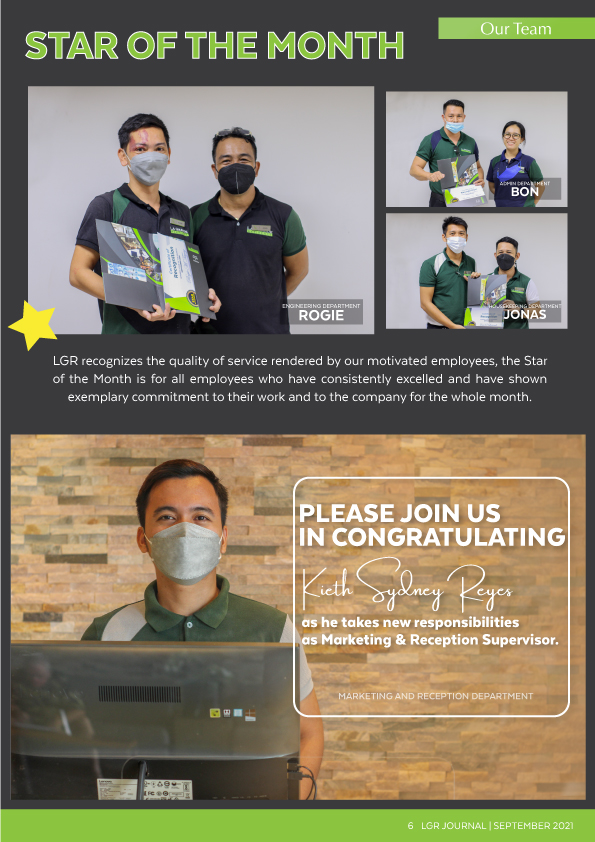 Our Team
STAR OF THE MONTH
ENGINEERING DEPARTMENT
ROGIE
ADMIN DEPARTMENT
BON
HOUSEKEEPING DEPARTMENT
JONAS
LGR recognizes the quality of service rendered by our motivated employees, the Star
of the Month is for all employees who have consistently excelled and have shown
exemplary commitment to their work and to the company for the whole month.
PLEASE JOIN US
IN CONGRATULATING
Kieth Sydney Reyes
as he takes new responsibilities
as Marketing & Reception Supervisor.
MARKETING AND RECEPTION DEPARTMENT
6 LGR JOURNAL | SEPTEMBER 2021